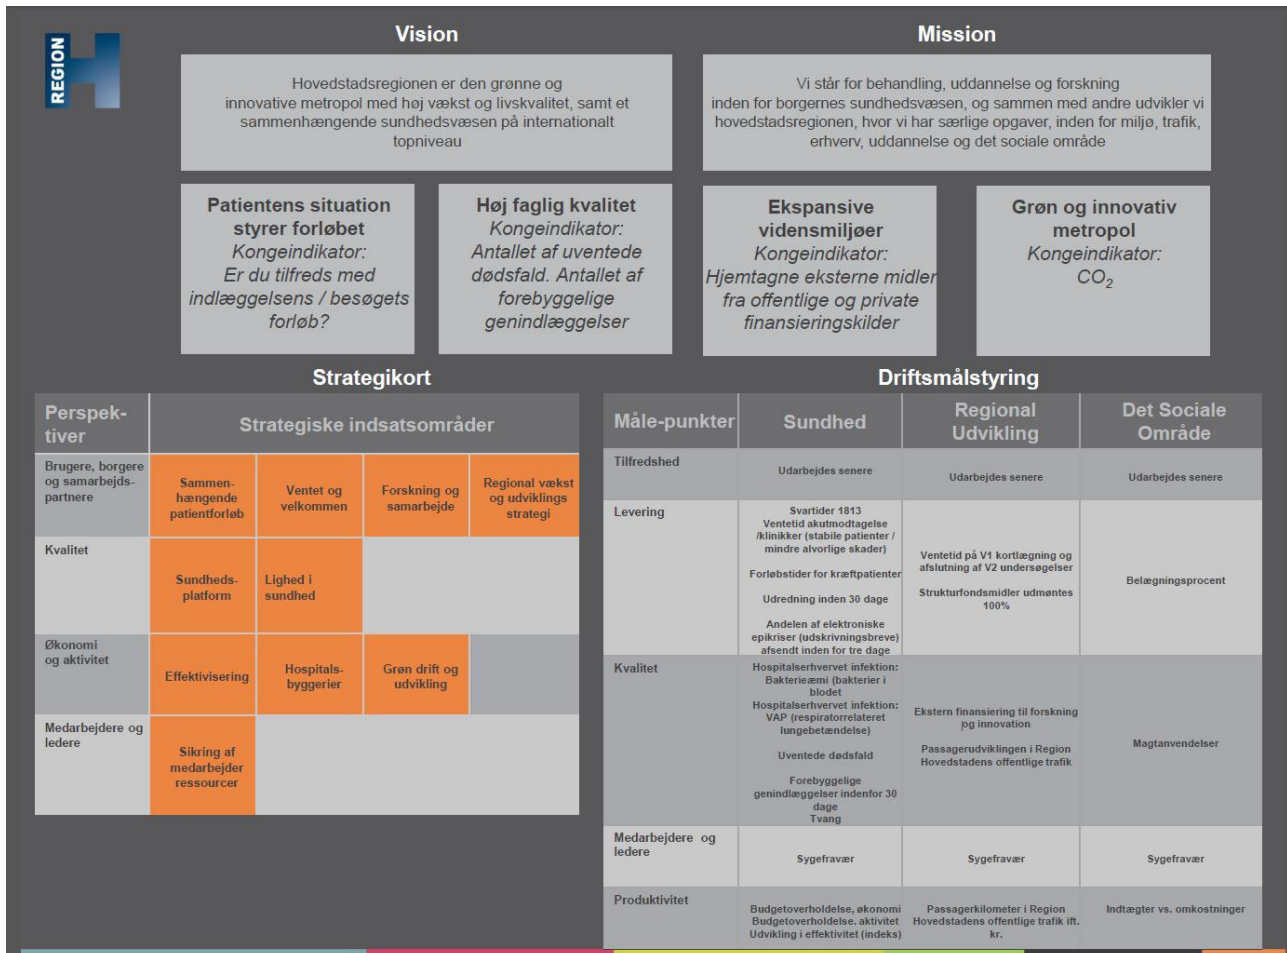 REGION
Vision
Hovedstadsregionen er den grønne og
innovative metropol med høj vækst og livskvalitet, samt et
sammenhængende sundhedsvæsen på internationalt
topniveau
Mission
Vi står for behandling, uddannelse og forskning
inden for borgernes sundhedsvæsen, og sammen med andre udvikler vi
hovedstadsregionen, hvor vi har særlige opgaver, inden for miljø, trafik,
erhverv, uddannelse og det sociale område
Patientens situation
styrer forløbet
Kongeindikator:
Er du tilfreds med
indlæggelsens / besøgets
forløb?
Høj faglig kvalitet
Kongeindikator:
Antallet af uventede
dødsfald. Antallet af
forebyggelige
genindlæggelser
Ekspansive
vidensmiljøer
Kongeindikator:
Hjemtagne eksterne midler
fra offentlige og private
finansieringskilder
Grøn og innovativ
metropol
Kongeindikator:
CO₂
Strategikort
Perspek-
tiver
Strategiske indsatsområder
Brugere, borgere
og samarbejds-
partnere
Sammen-
hængende
patientforløb
Ventet og
velkommen
Forskning og
samarbejde
Regional vækst
og udviklings
strategi
Kvalitet
Sundheds-
platform
Lighed i
sundhed
Økonomi
og aktivitet
Effektivisering
Hospitals-
byggerier
Grøn drift og
udvikling
Medarbejdere og
ledere
Sikring af
medarbejder
ressourcer
Driftsmålstyring
Måle-punkter
Sundhed
Regional
Udvikling
Det Sociale
Område
Tilfredshed
Udarbejdes senere
Udarbejdes senere
Udarbejdes senere
Levering
Svartider 1813
Ventetid akutmodtagelse
/klinikker (stabile patienter /
mindre alvorlige skader)
Forløbstider for kræftpatienter
Udredning inden 30 dage
Andelen af elektroniske
epikriser (udskrivningsbreve)
afsendt inden for tre dage
Ventetid på V1 kortlægning og
afslutning af V2 undersøgelser
Strukturfondsmidler udmøntes
100%
Belægningsprocent
Kvalitet
Hospitalserhvervet infektion:
Bakteriæmi (bakterier i
blodet
Hospitalserhvervet infektion:
VAP (respiratorrelateret
lungebetændelse)
Uventede dødsfald
Forebyggelige
genindlæggelser indenfor 30
dage
Tvang
Ekstern finansiering til forskning
og innovation
Passagerudviklingen i Region
Hovedstadens offentlige trafik
Magtanvendelser
Medarbejdere og
ledere
Sygefravær
Sygefravær
Sygefravær
Produktivitet
Budgetoverholdelse, økonomi
Budgetoverholdelse. aktivitet
Udvikling i effektivitet (indeks)
Passagerkilometer i Region
Hovedstadens offentlige trafik ift.
kr.
Indtægter vs. omkostninger